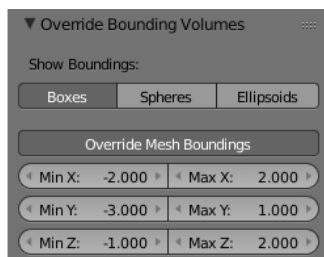 Override Bounding Volumes
Show Boundings:
Boxes Spheres Ellipsoids
Override Mesh Boundings
Min X: -2.000 Max X: 2.000
Min Y: -3.000 Max Y: 1.000
Min Z: -1.000 Max Z: 2.000